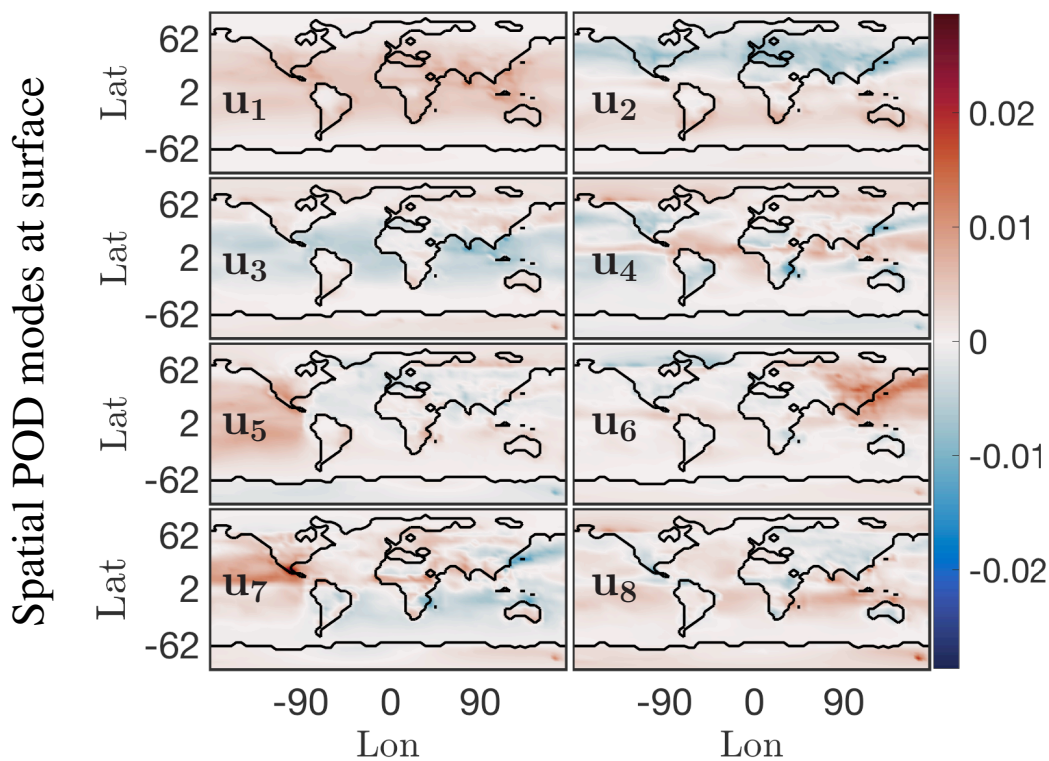 Spatial POD modes at surface
Lat
62
2
-62
u1
u2
Lat
62
2
-62
u3
u4
Lat
62
2
-62
u5
u6
Lat
62
2
-62
u7
u8
-90 0 90
-90 0 90
Lon
Lon
0.02
0.01
0
-0.01
-0.02